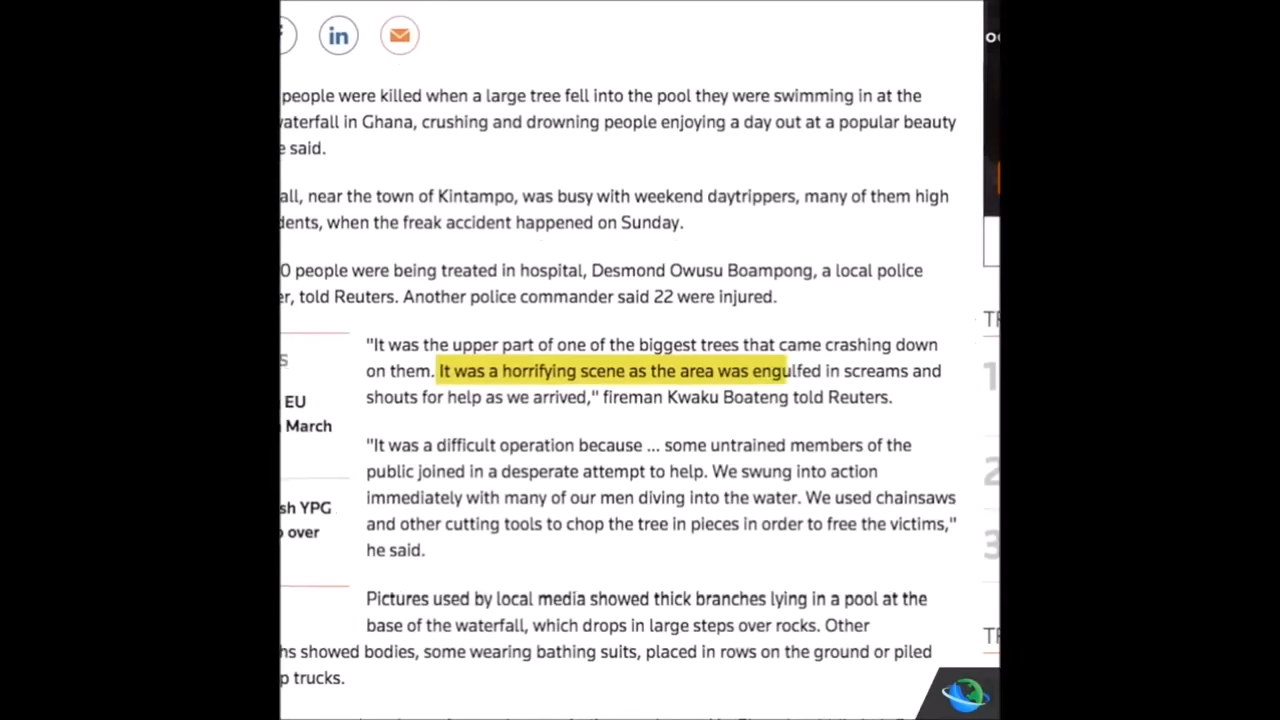 in
people were killed when a large tree fell into the pool they were swimming in at the
waterfall in Ghana, crushing and drowning people enjoying a day out at a popular beauty
said.
near the town of Kintampo, was busy with weekend daytrippers, many of them high
when the freak accident happened on Sunday.
0 people were being treated in hospital, Desmond Owusu Boampong, a local police
told Reuters. Another police commander said 22 were injured.
"It was the upper part of one of the biggest trees that came crashing down
on them. It was a horrifying scene as the area was engulfed in screams and
shouts for help as we arrived," fireman Kwaku Boateng told Reuters.
EU
March
"It was a difficult operation because ... some untrained members of the
public joined in a desperate attempt to help. We swung into action
immediately with many of our men diving into the water. We used chainsaws
and other cutting tools to chop the tree in pieces in order to free the victims,"
he said.
sh YPG
over
Pictures used by local media showed thick branches lying in a pool at the
base of the waterfall, which drops in large steps over rocks. Other
hs showed bodies, some wearing bathing suits, placed in rows on the ground or piled
p trucks.
1
2
3